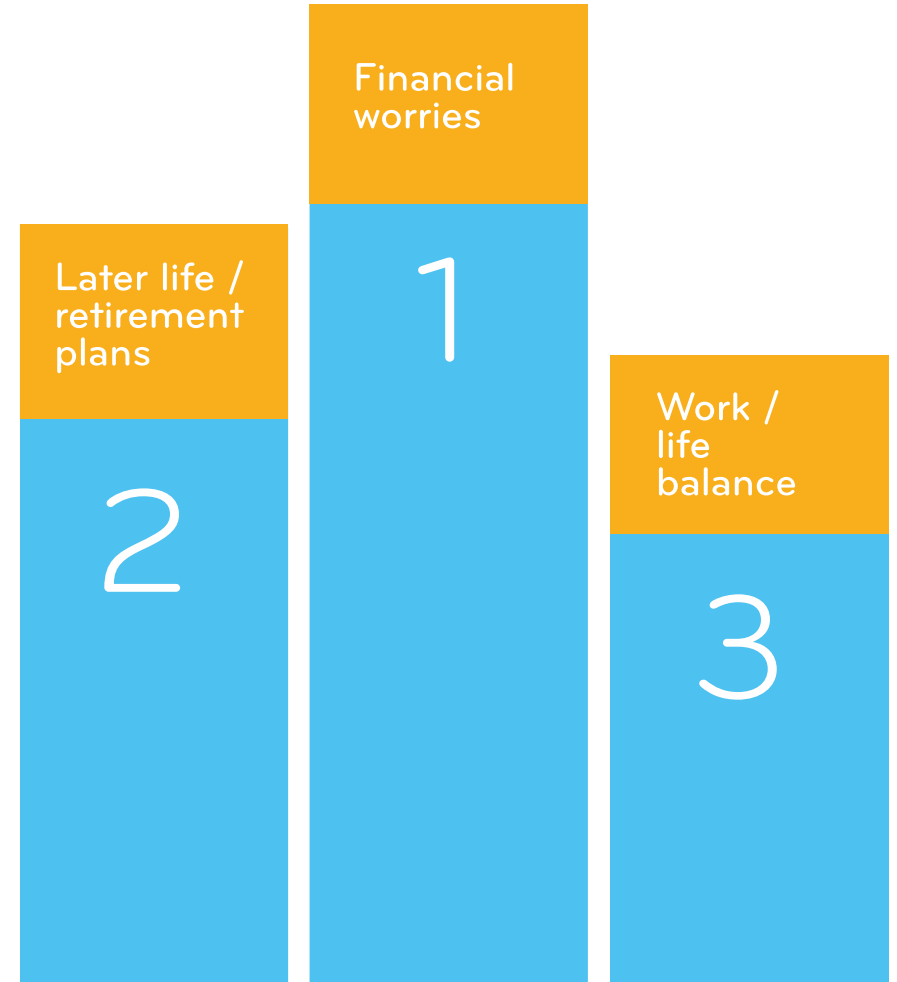 Financial
worries
1
Later life /
retirement
plans
2
Work /
life
balance
3